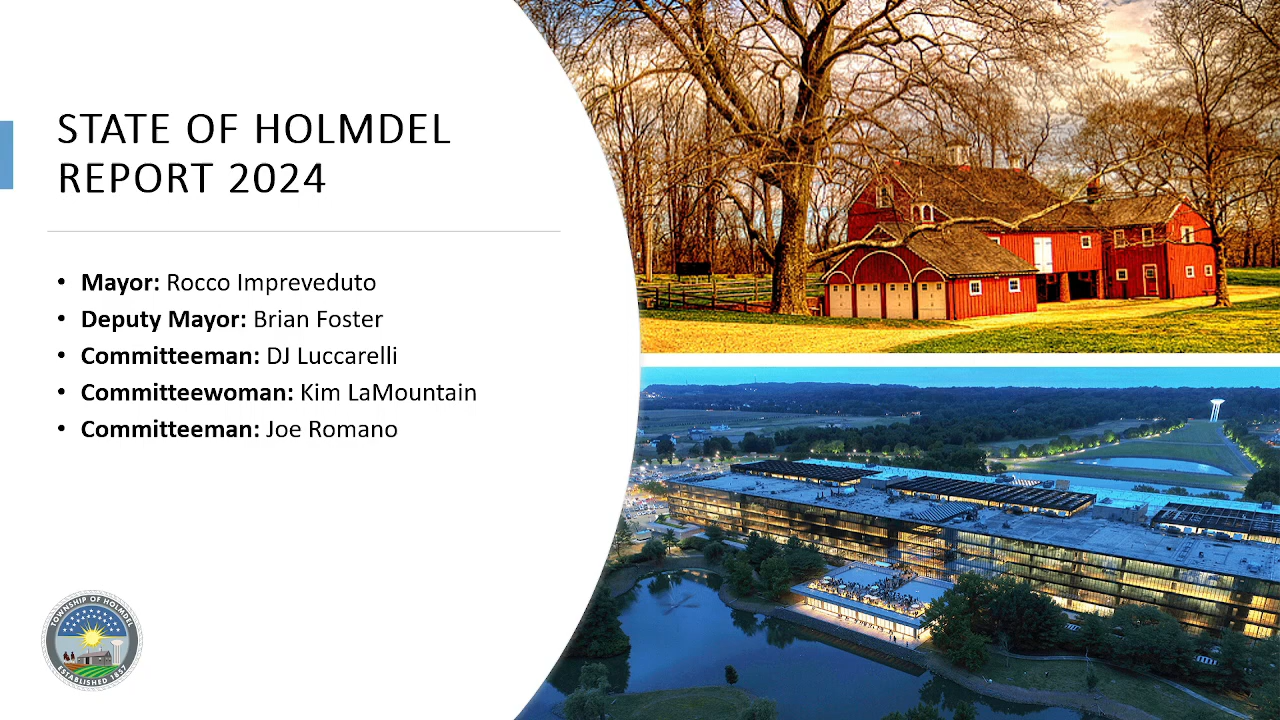 STATE OF HOLMDEL
REPORT 2024
• Mayor: Rocco Impreveduto
• Deputy Mayor: Brian Foster
• Committeeman: DJ Luccarelli
• Committeewoman: Kim LaMountain
• Committeeman: Joe Romano
TOWNSHIP OF HOLMDEL
ESTABLISHED 1857